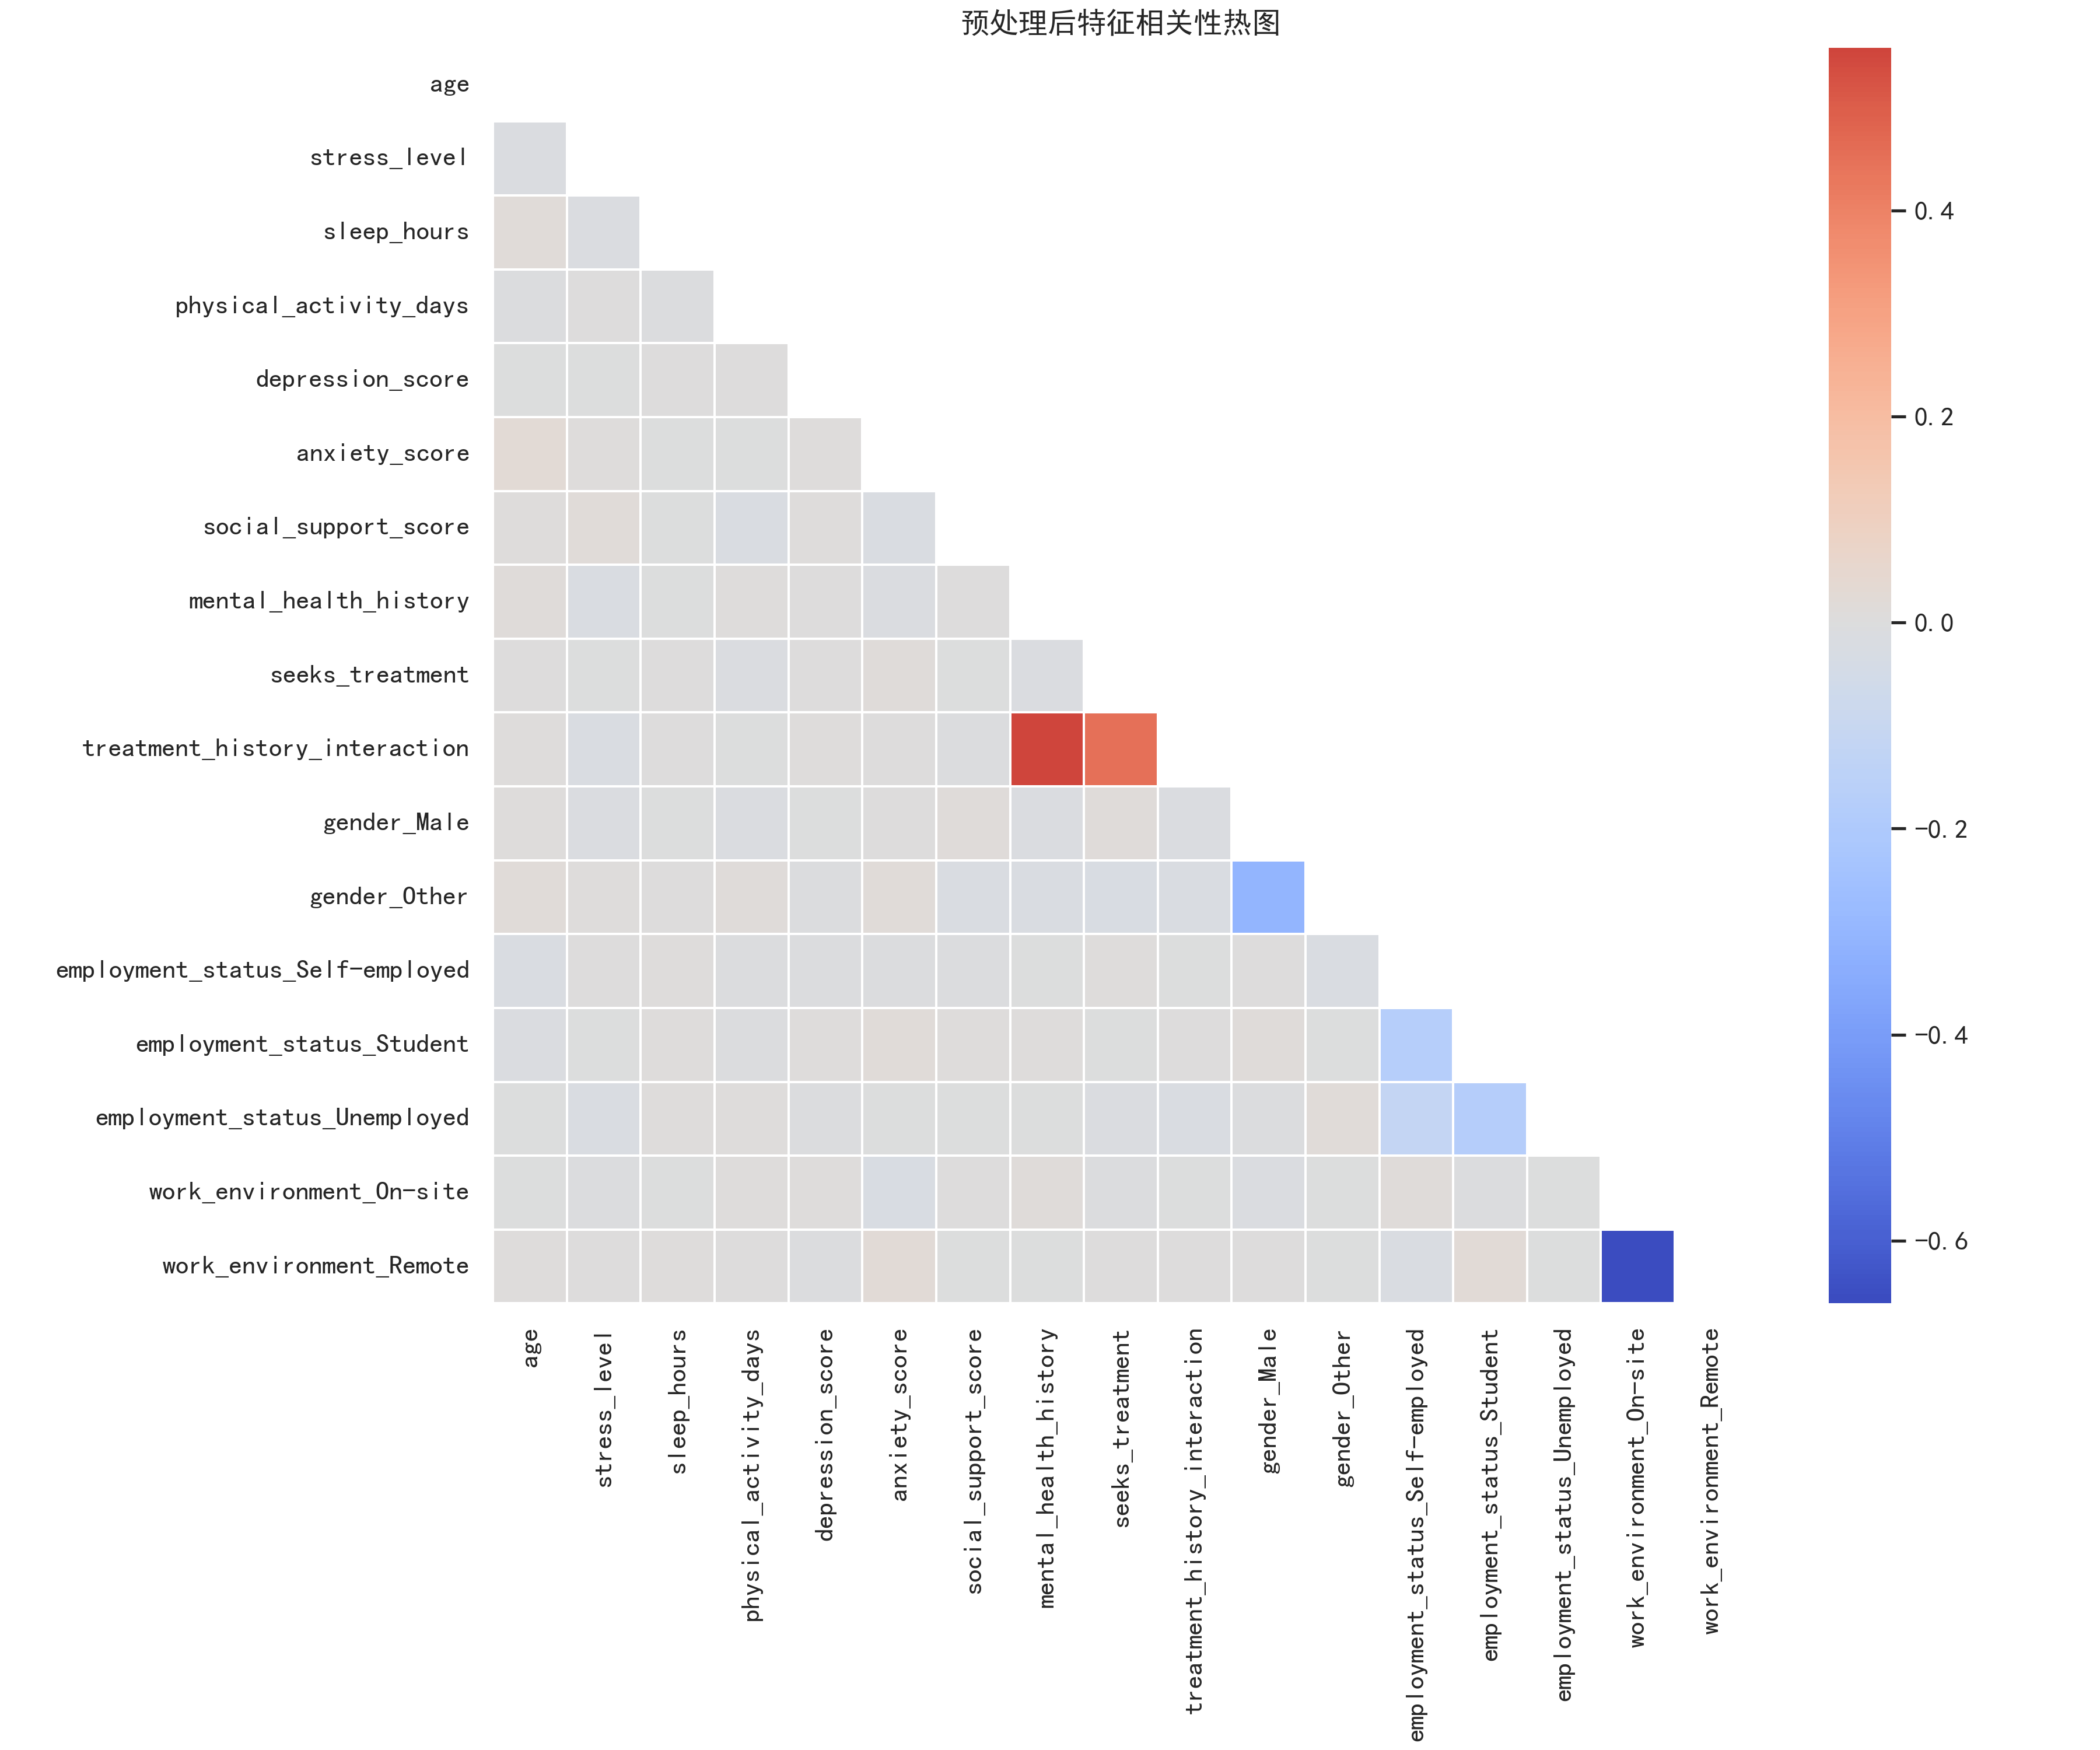 预处理后特征相关性热图
age
stress_level
sleep_hours
physical_activity_days
depression_score
anxiety_score
social_support_score
mental_health_history
seeks_treatment
treatment_history_interaction
gender_Male
gender_Other
employment_status_Self-employed
employment_status_Student
employment_status_Unemployed
work_environment_On-site
work_environment_Remote
age
stress_level
sleep_hours
physical_activity_days
depression_score
anxiety_score
social_support_score
mental_health_history
seeks_treatment
treatment_history_interaction
gender_Male
gender_Other
employment_status_Self-employed
employment_status_Student
employment_status_Unemployed
work_environment_On-site
work_environment_Remote
0.4
0.2
0.0
−0.2
−0.4
−0.6